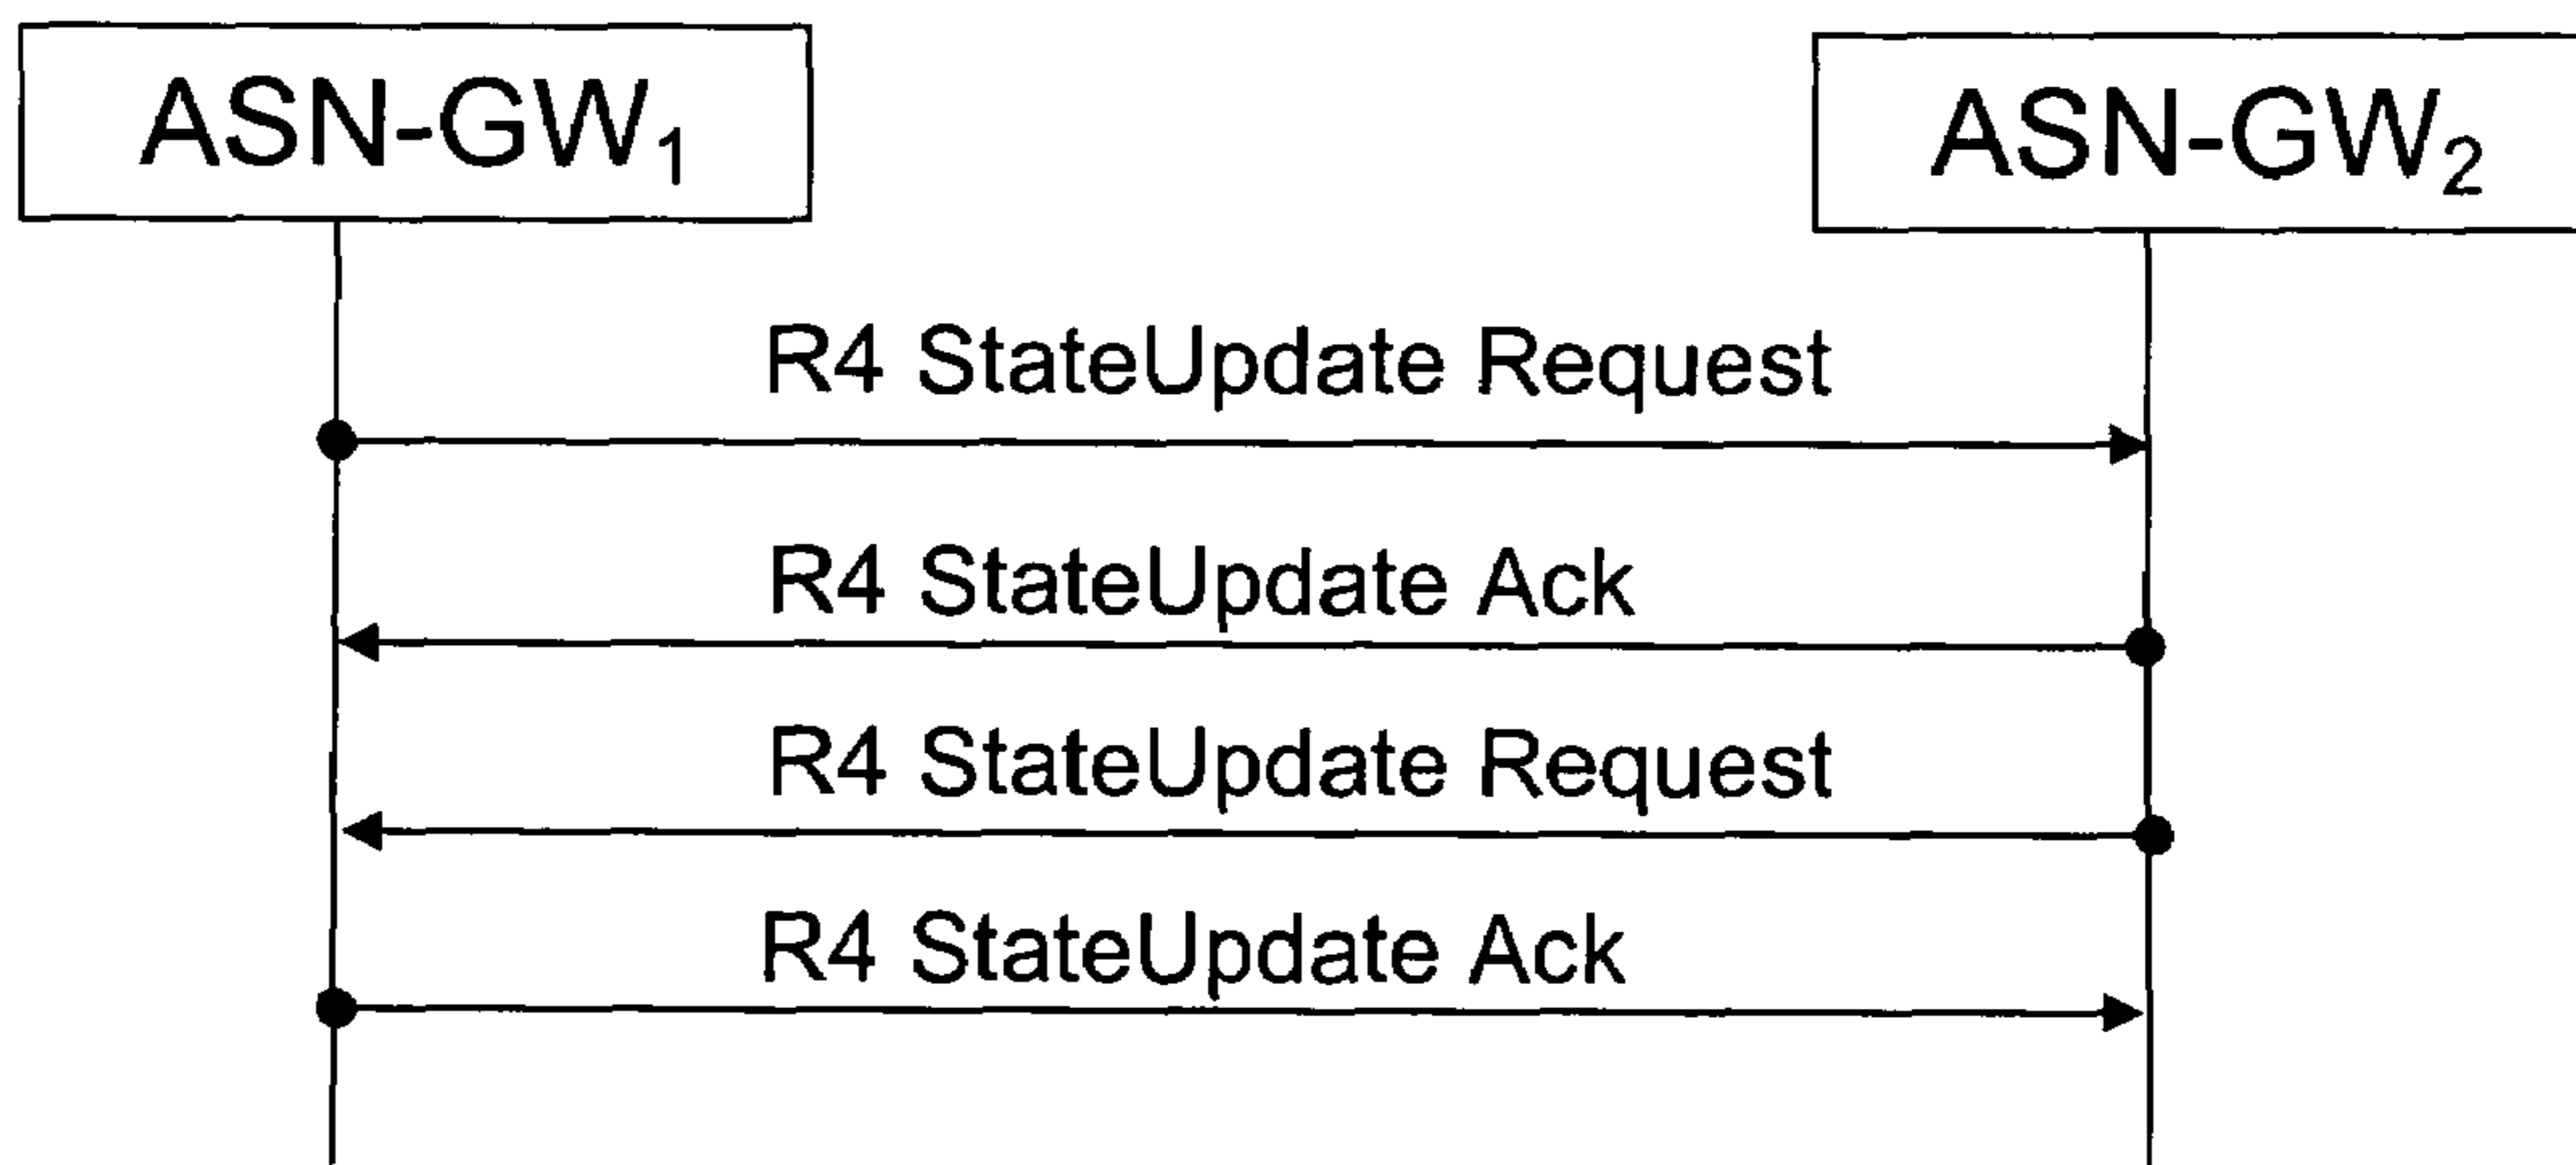 ASN-GW₁
ASN-GW₂
R4 StateUpdate Request
R4 StateUpdate Ack
R4 StateUpdate Request
R4 StateUpdate Ack